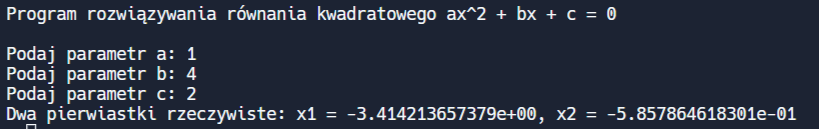 Program rozwiązywania równania kwadratowego ax^2 + bx + c = 0
Podaj parametr a: 1
Podaj parametr b: 4
Podaj parametr c: 2
Dwa pierwiastki rzeczywiste: x1 = -3.414213657379e+00, x2 = -5.857864618301e-01